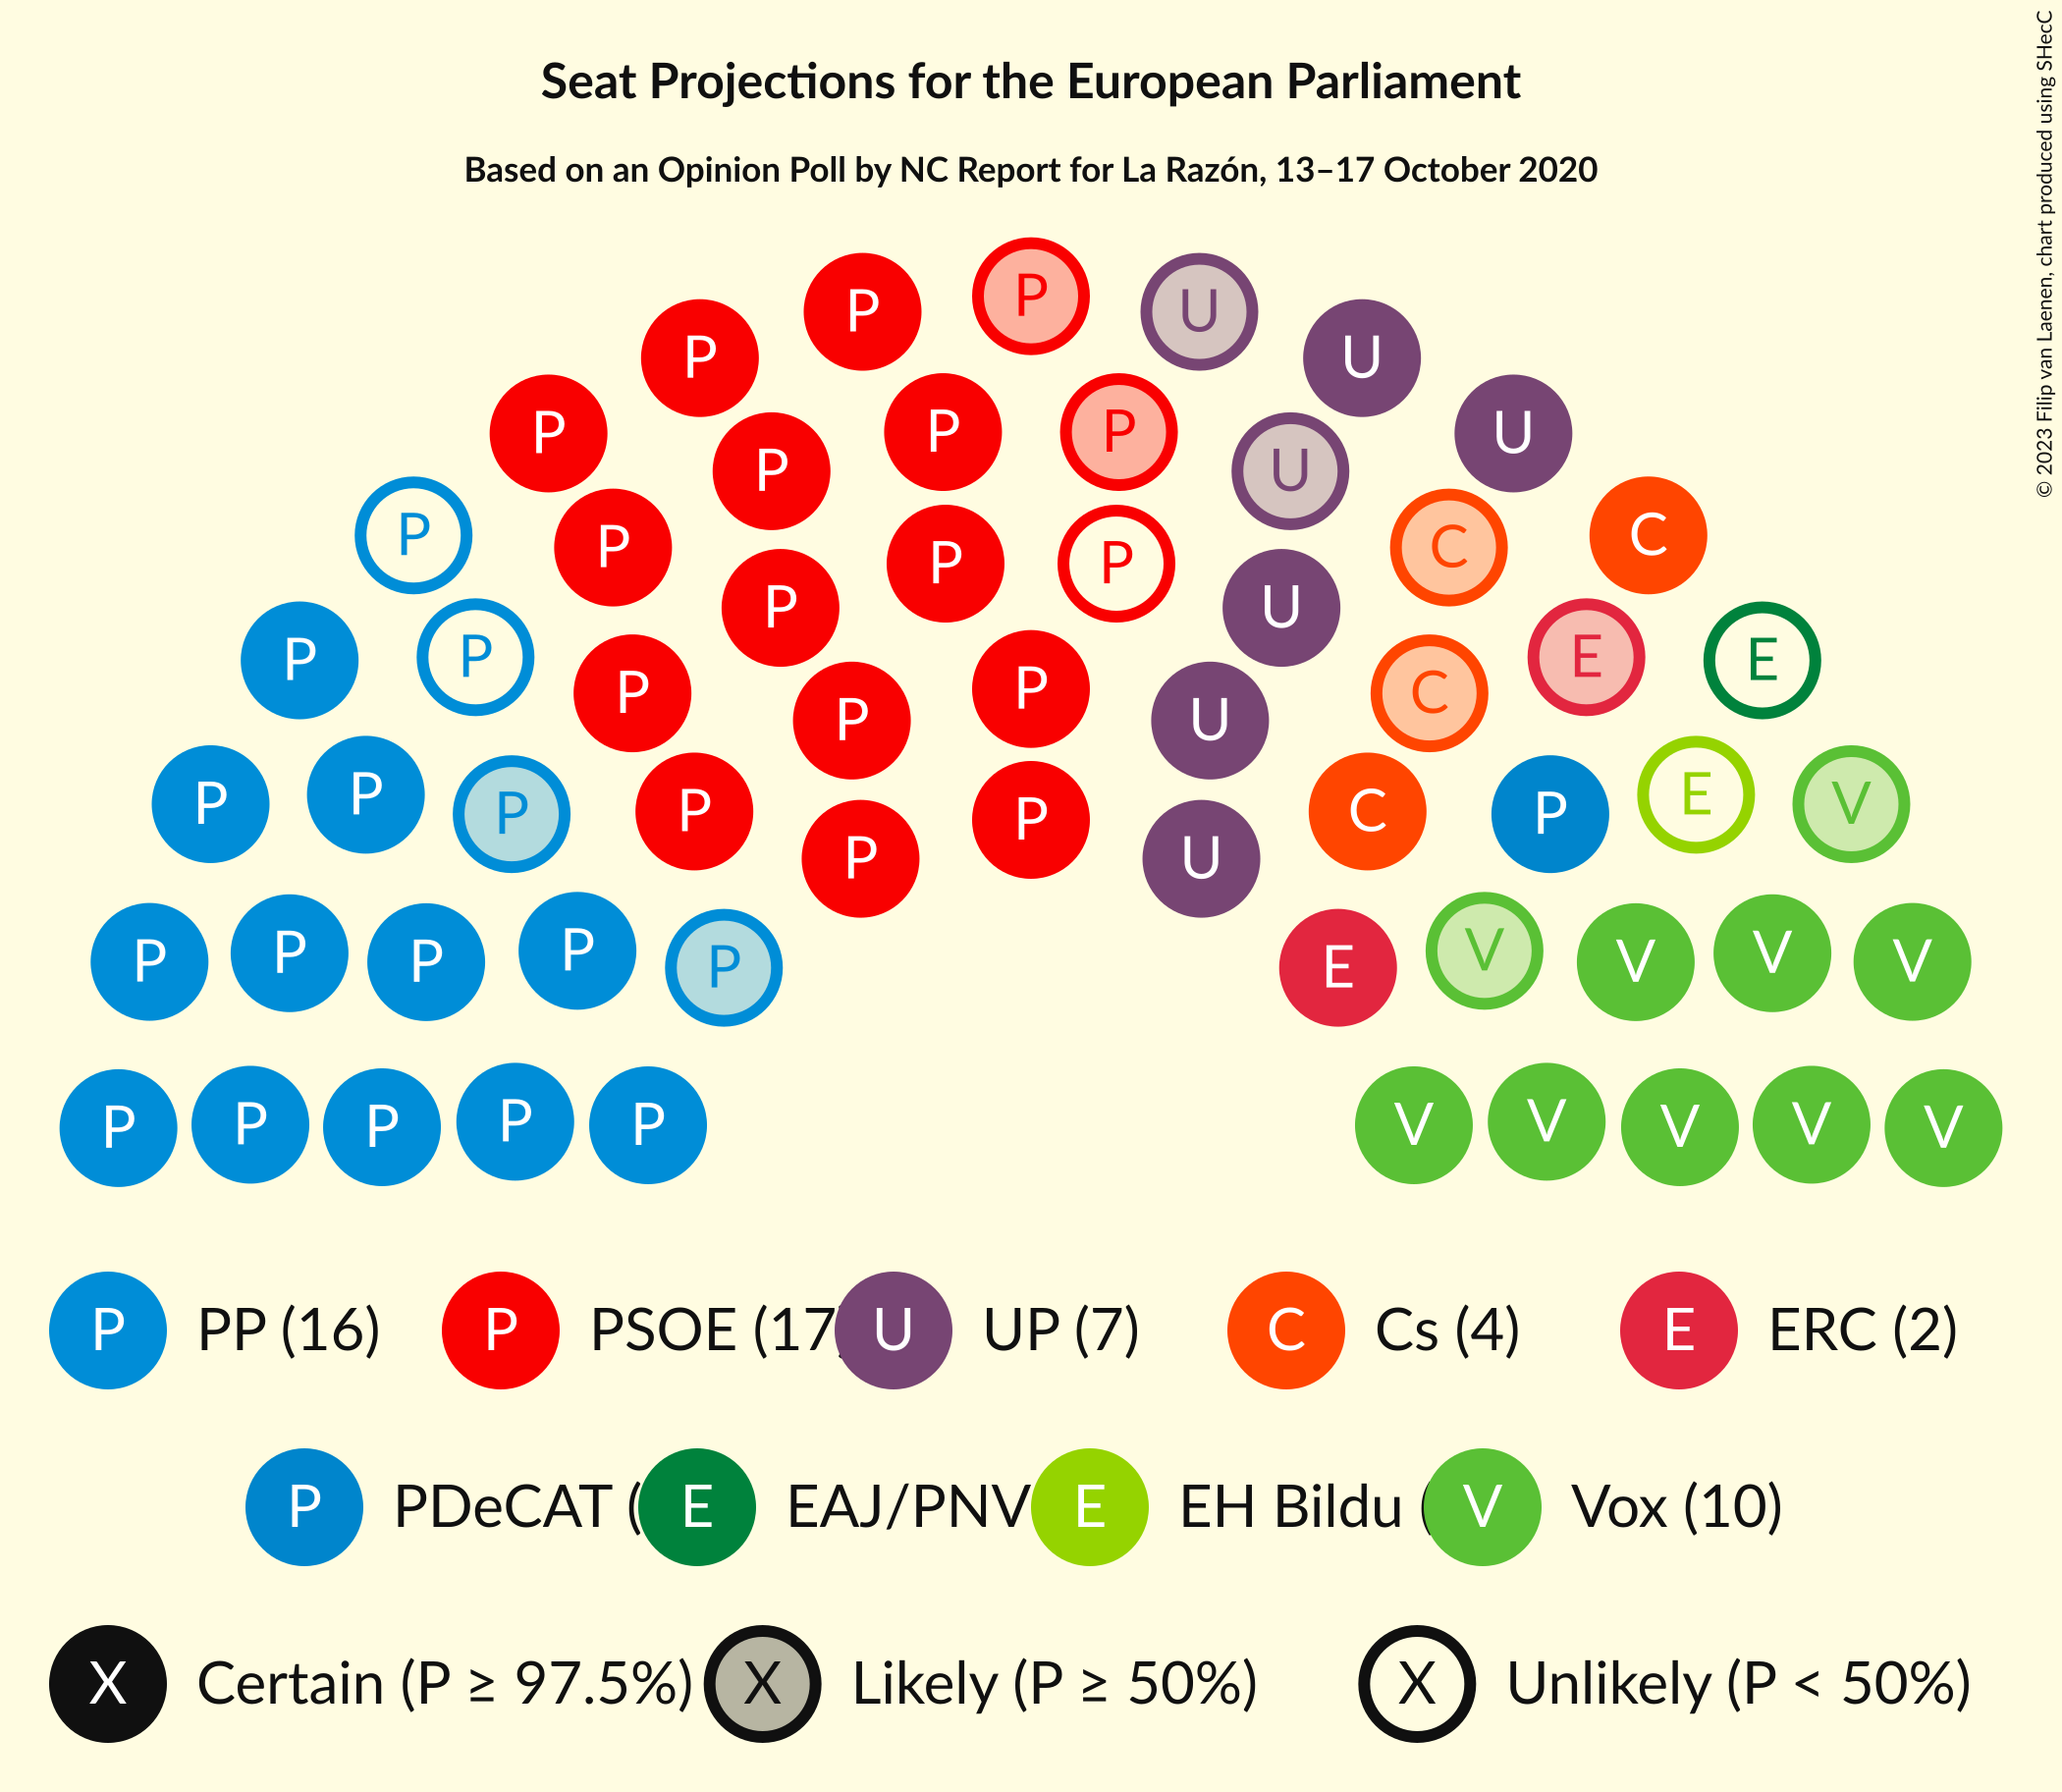 Seat Projections for the European Parliament
Based on an Opinion Poll by NC Report for La Razón, 13–17 October 2020
© 2023 Filip van Laenen, chart produced using SHecC
P P P U U
P P P U U
P P P P U C C
P P P P U E E
P P P P P U C P E V
P P P U
P P P P P E V V V V
P P P P P V V V V V
P PP (16) P PSOE (17 U UP (7) C Cs (4) E ERC (2)
P PDeCAT ( E EAJ/PNV E EH Bildu ( V Vox (10)
X Certain (P ≥ 97.5%) X Likely (P ≥ 50%) X Unlikely (P < 50%)